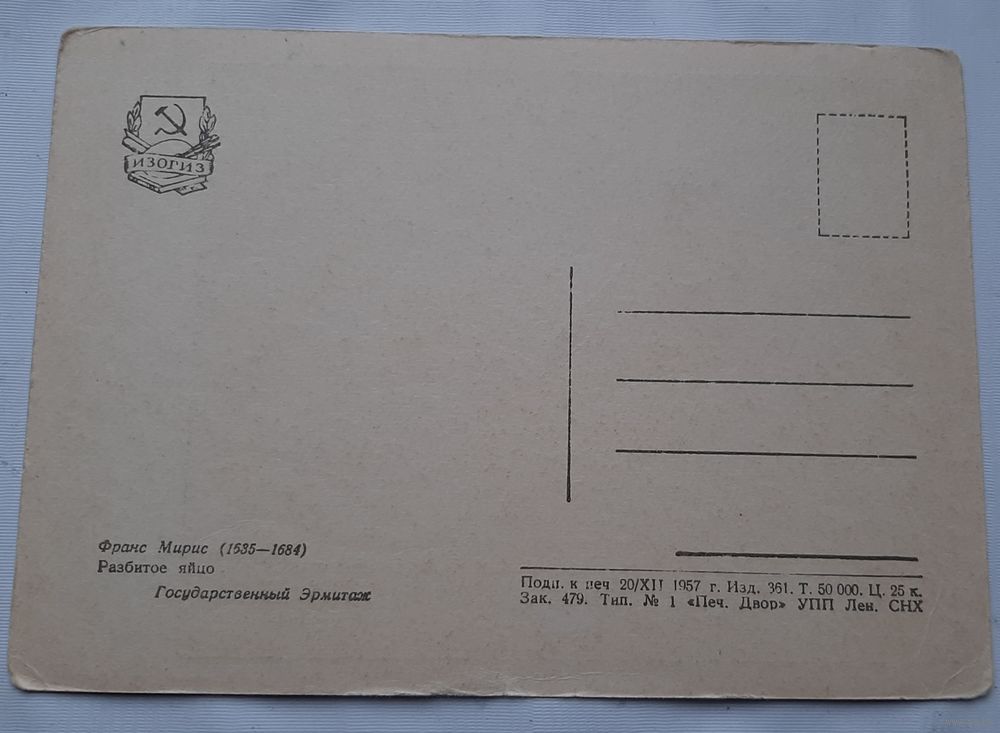 ИЗОГИЗ
Франс Мирис (1635—1684)
Разбитое яйцо
Государственный Эрмитаж
Подп. к печ 20/XII 1957 г. Изд. 361. Т. 50 000. Ц. 25 к.
Зак. 479. Тип. № 1 «Печ. Двор» УПП Лен. СНХ